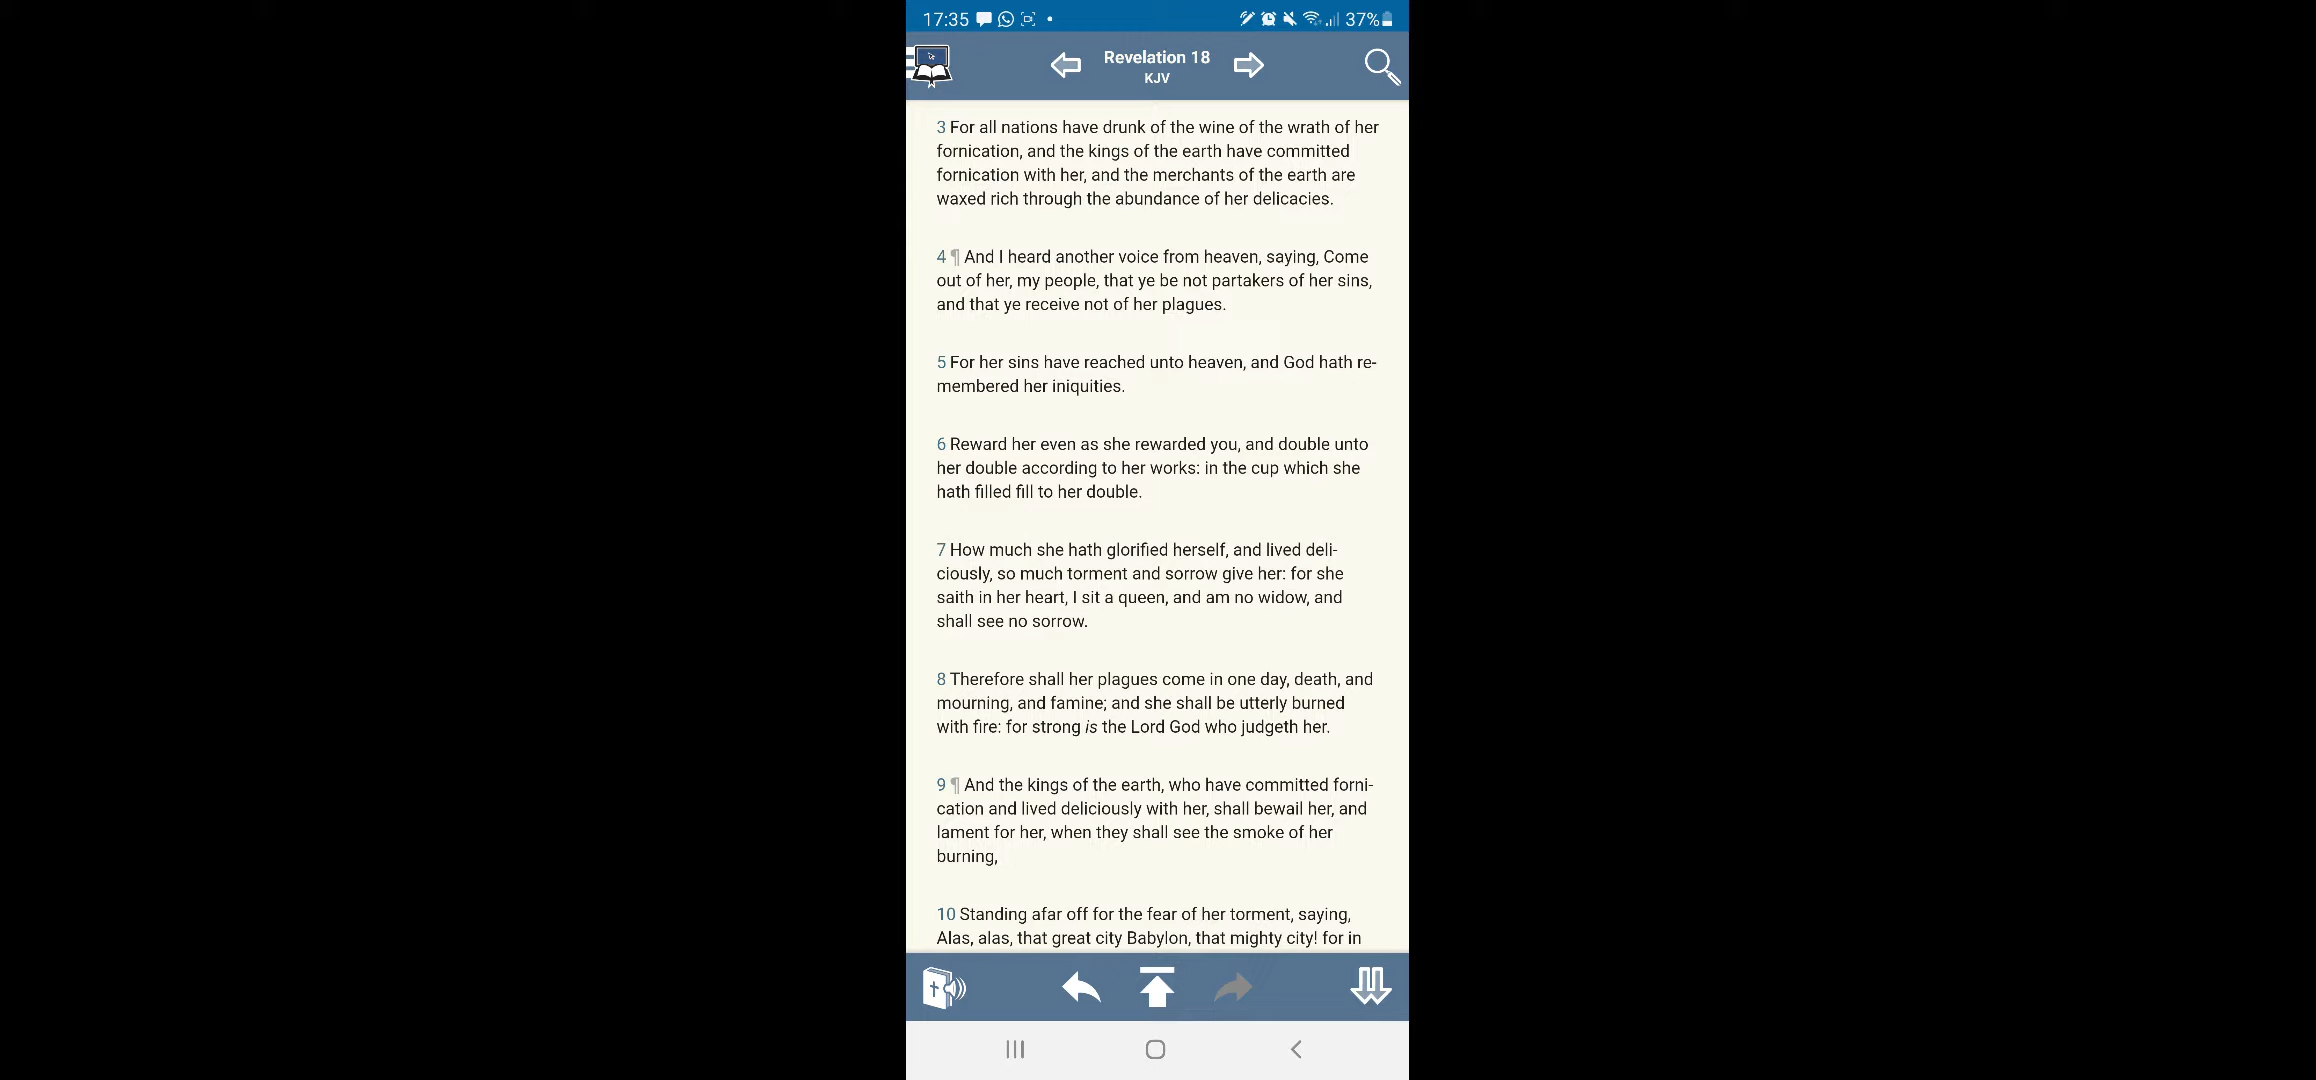 17:35
37%
Revelation 18
KJV
3 For all nations have drunk of the wine of the wrath of her
fornication, and the kings of the earth have committed
fornication with her, and the merchants of the earth are
waxed rich through the abundance of her delicacies.
4 ¶ And I heard another voice from heaven, saying, Come
out of her, my people, that ye be not partakers of her sins,
and that ye receive not of her plagues.
5 For her sins have reached unto heaven, and God hath re-
membered her iniquities.
6 Reward her even as she rewarded you, and double unto
her double according to her works: in the cup which she
hath filled fill to her double.
7 How much she hath glorified herself, and lived deli-
ciously, so much torment and sorrow give her: for she
saith in her heart, I sit a queen, and am no widow, and
shall see no sorrow.
8 Therefore shall her plagues come in one day, death, and
mourning, and famine; and she shall be utterly burned
with fire: for strong is the Lord God who judgeth her.
9 ¶ And the kings of the earth, who have committed forni-
cation and lived deliciously with her, shall bewail her, and
lament for her, when they shall see the smoke of her
burning,
10 Standing afar off for the fear of her torment, saying,
Alas, alas, that great city Babylon, that mighty city! for in